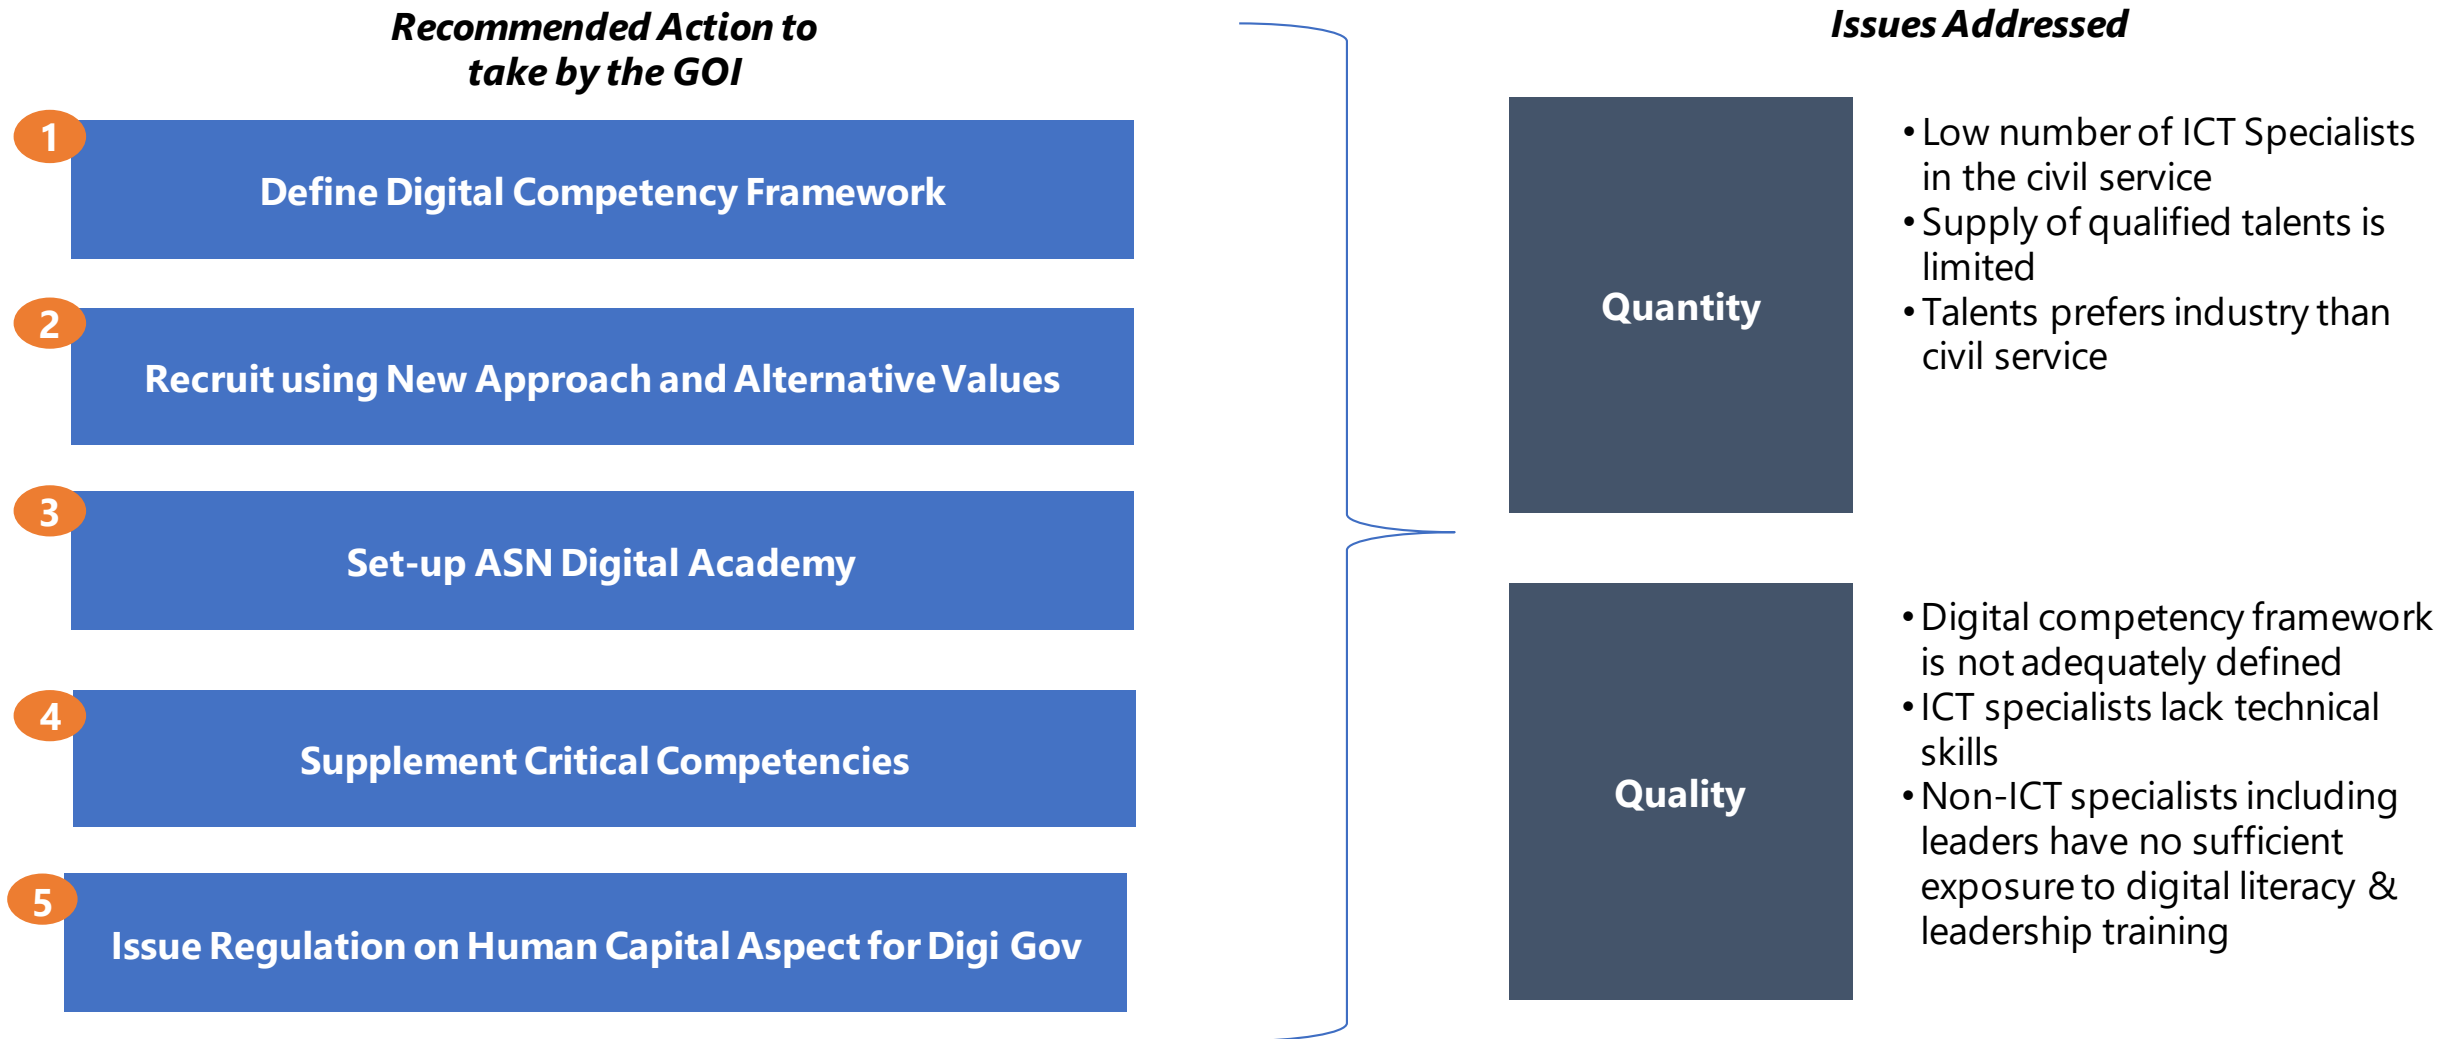 Recommended Action to
take by the GOI
1
Define Digital Competency Framework
2
Recruit using New Approach and Alternative Values
3
Set-up ASN Digital Academy
4
Supplement Critical Competencies
5
Issue Regulation on Human Capital Aspect for Digi Gov
Issues Addressed
Quantity
• Low number of ICT Specialists
in the civil service
• Supply of qualified talents is
limited
• Talents prefers industry than
civil service
Quality
• Digital competency framework
is not adequately defined
• ICT specialists lack technical
skills
• Non-ICT specialists including
leaders have no sufficient
exposure to digital literacy &
leadership training